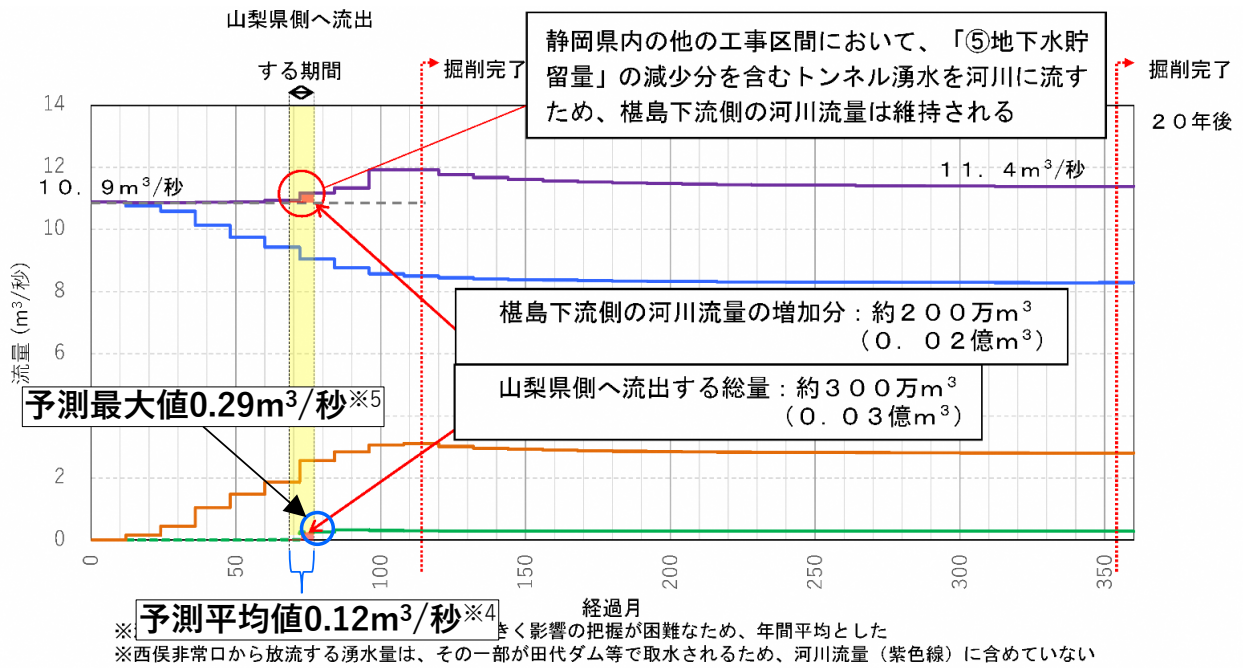 山梨県側へ流出
する期間
掘削完了
静岡県内の他の工事区間において、「⑤地下水貯
留量」の減少分を含むトンネル湧水を河川に流す
ため、椹島下流側の河川流量は維持される
掘削完了
２０年後
14
12
10
8
6
4
2
0
流量(m³/秒)
１０．９m³/秒
１１．４m³/秒
椹島下流側の河川流量の増加分：約２００万m³
（０．０２億m³）
山梨県側へ流出する総量：約３００万m³
（０．０３億m³）
予測最大値0.29m³/秒※5
0
50
100
150
200
250
300
350
経過月
予測平均値0.12m³/秒※4
※
きく影響の把握が困難なため、年間平均とした
※西俣非常口から放流する湧水量は、その一部が田代ダム等で取水されるため、河川流量（紫色線）に含めていない